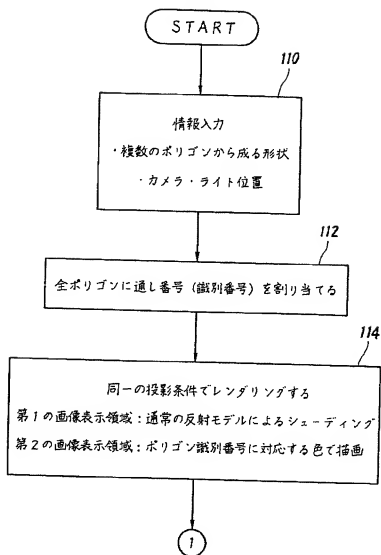 START
110
情報入力
・複数のポリゴンから成る形状
・カメラ・ライト位置
112
全ポリゴンに通し番号(識別番号)を割り当てる
114
同一の投影条件でレンダリングする
第1の画像表示領域:通常の反射モデルによるシェーディング
第2の画像表示領域:ポリゴン識別番号に対応する色で描画
1